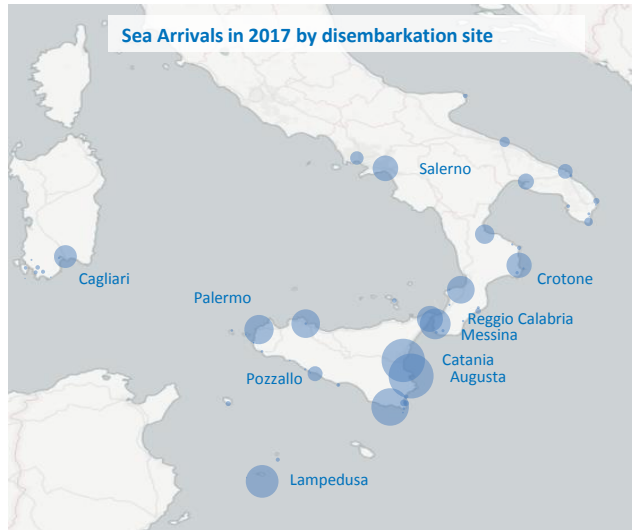 Sea Arrivals in 2017 by disembarkation site
Salerno
Cagliari
Crotone
Palermo
Reggio Calabria
Messina
Catania
Pozzallo
Augusta
Lampedusa